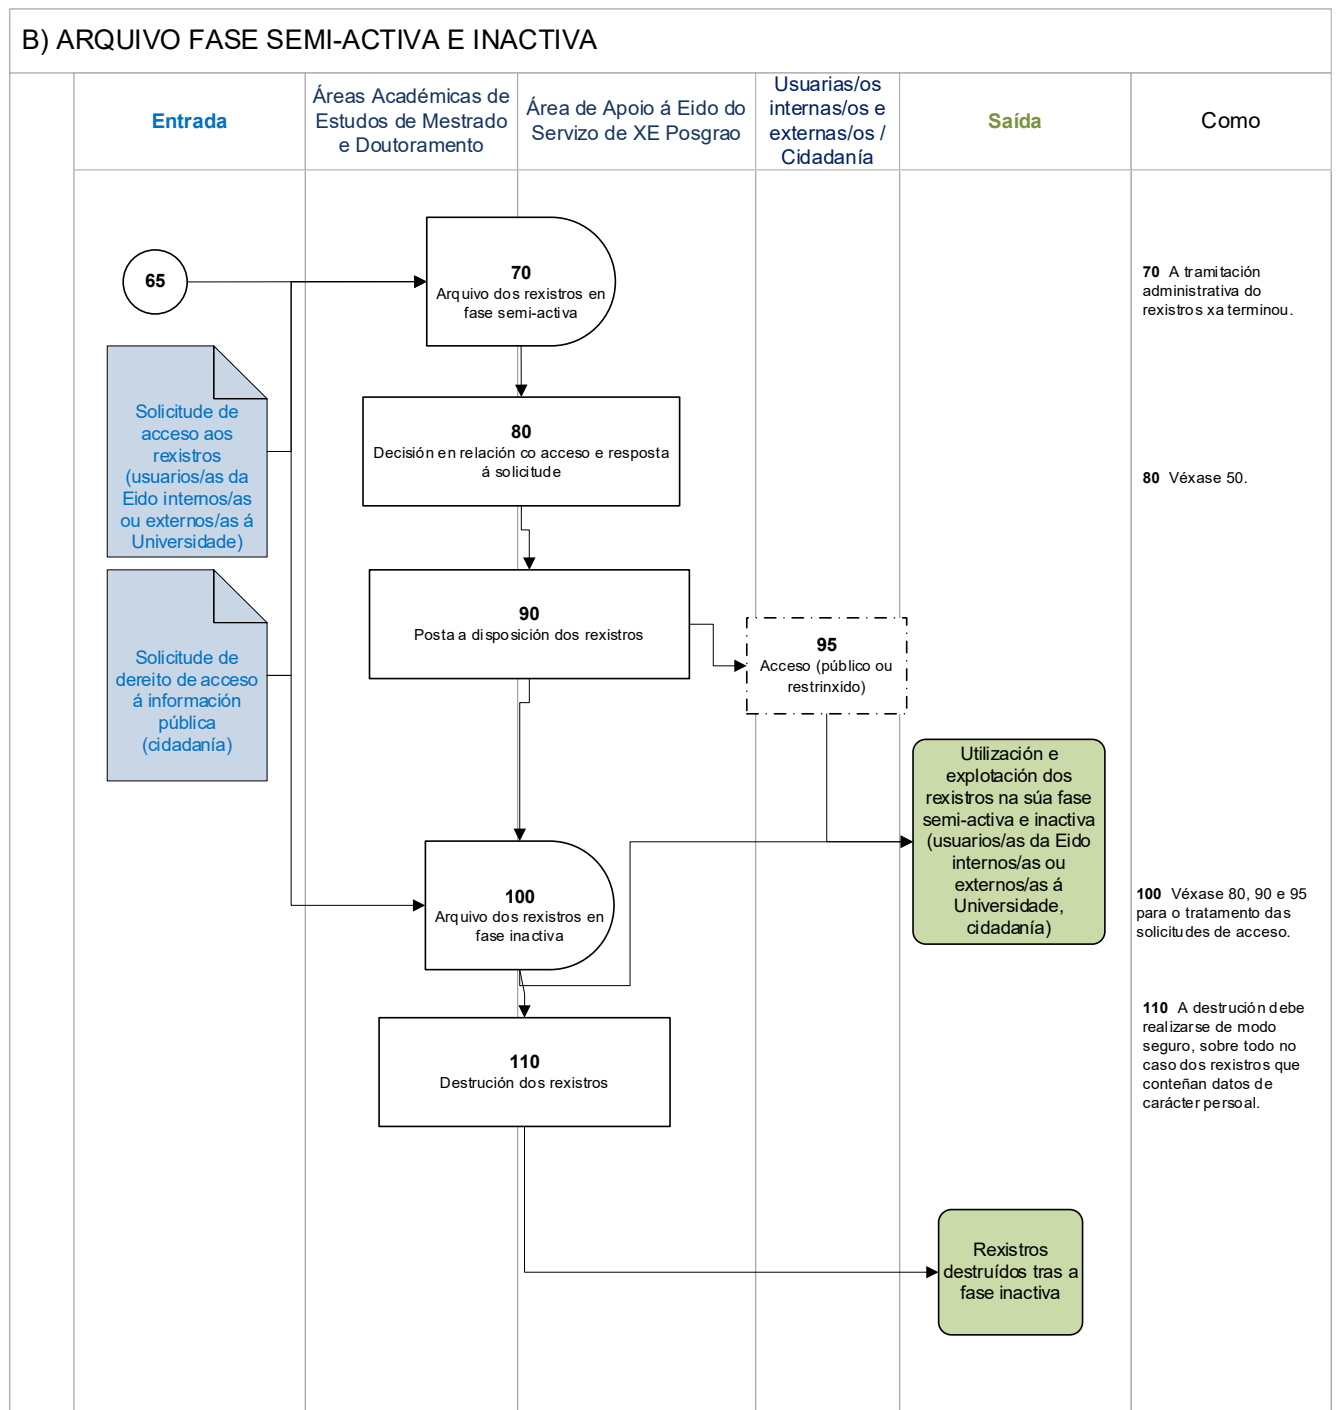 B) ARQUIVO FASE SEMI-ACTIVA E INACTIVA
Entrada
Áreas Académicas de
Estudos de Mestrado
e Doutoramento
Área de Apoio á Eido do
Servizo de XE Posgrao
Usuarias/os
internas/os e
externas/os /
Cidadanía
Saída
Como
65
70
Arquivo dos rexistros en
fase semi-activa
70 A tramitación
administrativa do
rexistros xa terminou.
Solicitude de
acceso aos
rexistros
(usuarios/as da
Eido internos/as
ou externos/as á
Universidade)
80
Decisión en relación co acceso e resposta
á solicitude
80 Véxase 50.
Solicitude de
dereito de acceso
á información
pública
(cidadanía)
90
Posta a disposición dos rexistros
95
Acceso (público ou
restrinxido)
Utilización e
explotación dos
rexistros na súa fase
semi-activa e inactiva
(usuarios/as da Eido
internos/as ou
externos/as á
Universidade,
cidadanía)
100
Arquivo dos rexistros en
fase inactiva
100 Véxase 80, 90 e 95
para o tratamento das
solicitudes de acceso.
110
Destrución dos rexistros
110 A destrución debe
realizarse de modo
seguro, sobre todo no
caso dos rexistros que
conteñan datos de
carácter persoal.
Rexistros
destruídos tras a
fase inactiva